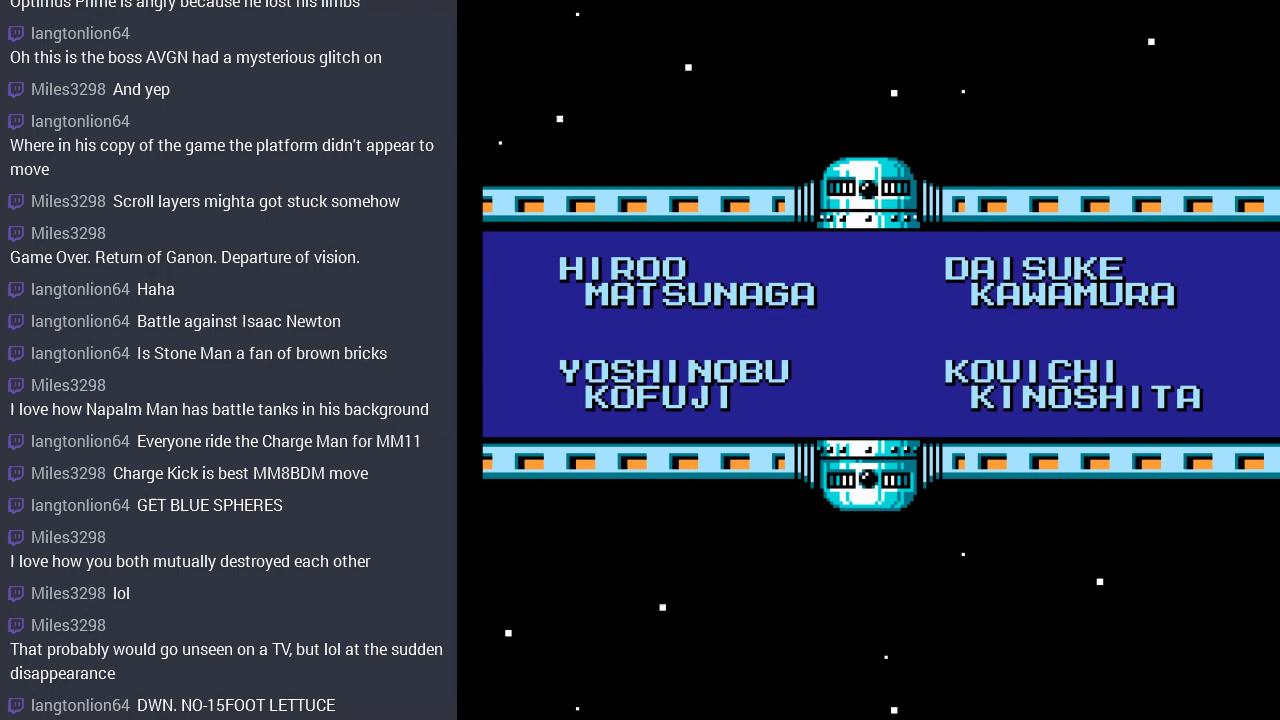 Optimus Prime is angry because he lost his limbs
langtonlion64
Oh this is the boss AVGN had a mysterious glitch on
Miles3298 And yep
langtonlion64
Where in his copy of the game the platform didn't appear to
move
Miles3298 Scroll layers mighta got stuck somehow
Miles3298
Game Over. Return of Ganon. Departure of vision.
langtonlion64 Haha
langtonlion64 Battle against Isaac Newton
langtonlion64 Is Stone Man a fan of brown bricks
Miles3298
I love how Napalm Man has battle tanks in his background
langtonlion64 Everyone ride the Charge Man for MM11
Miles3298 Charge Kick is best MM8BDM move
langtonlion64 GET BLUE SPHERES
Miles3298
I love how you both mutually destroyed each other
Miles3298 lol
Miles3298
That probably would go unseen on a TV, but lol at the sudden
disappearance
langtonlion64 DWN. NO-15FOOT LETTUCE
HIROO
MATSUNAGA
DAISUKE
KAWAMURA
YOSHINOBU
KOFUJI
KOUICHI
KINOSHITA